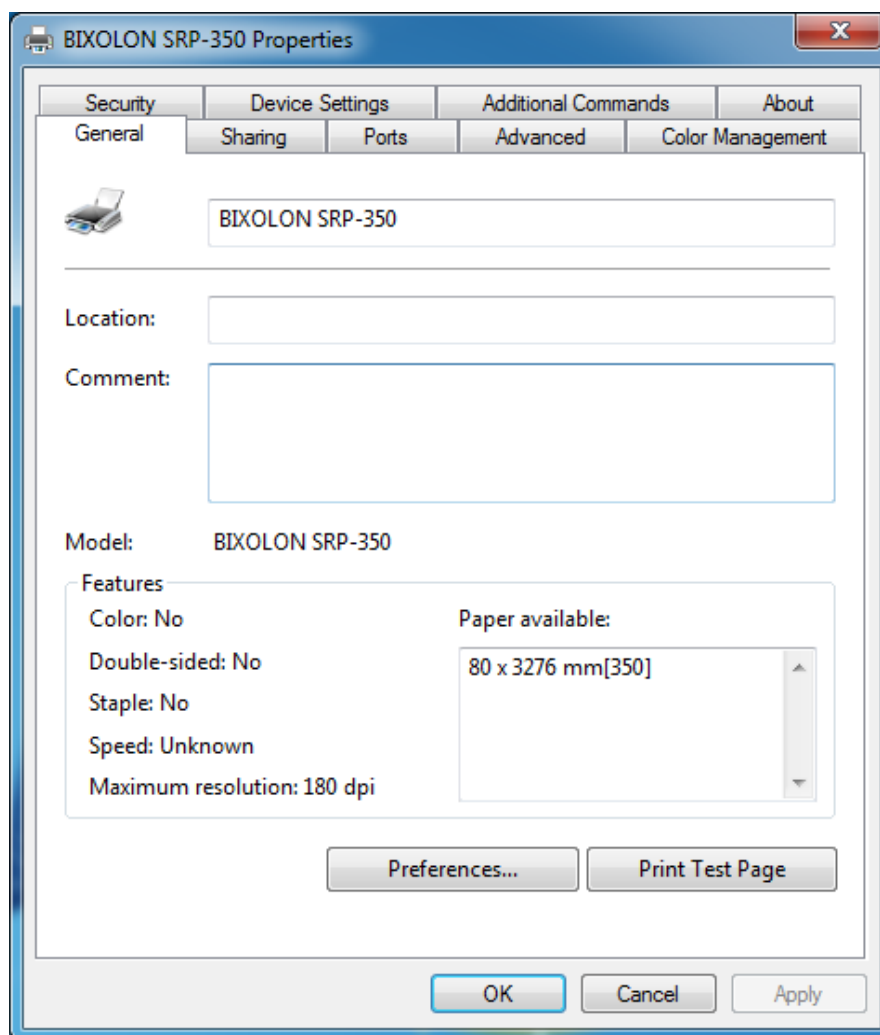 BIXOLON SRP-350 Properties
Security Device Settings Additional Commands About
General Sharing Ports Advanced Color Management
BIXOLON SRP-350
Location:
Comment:
Model: BIXOLON SRP-350
Features
Color: No Paper available:
Double-sided: No 80 x 3276 mm[350]
Staple: No
Speed: Unknown
Maximum resolution: 180 dpi
Preferences... Print Test Page
OK Cancel Apply